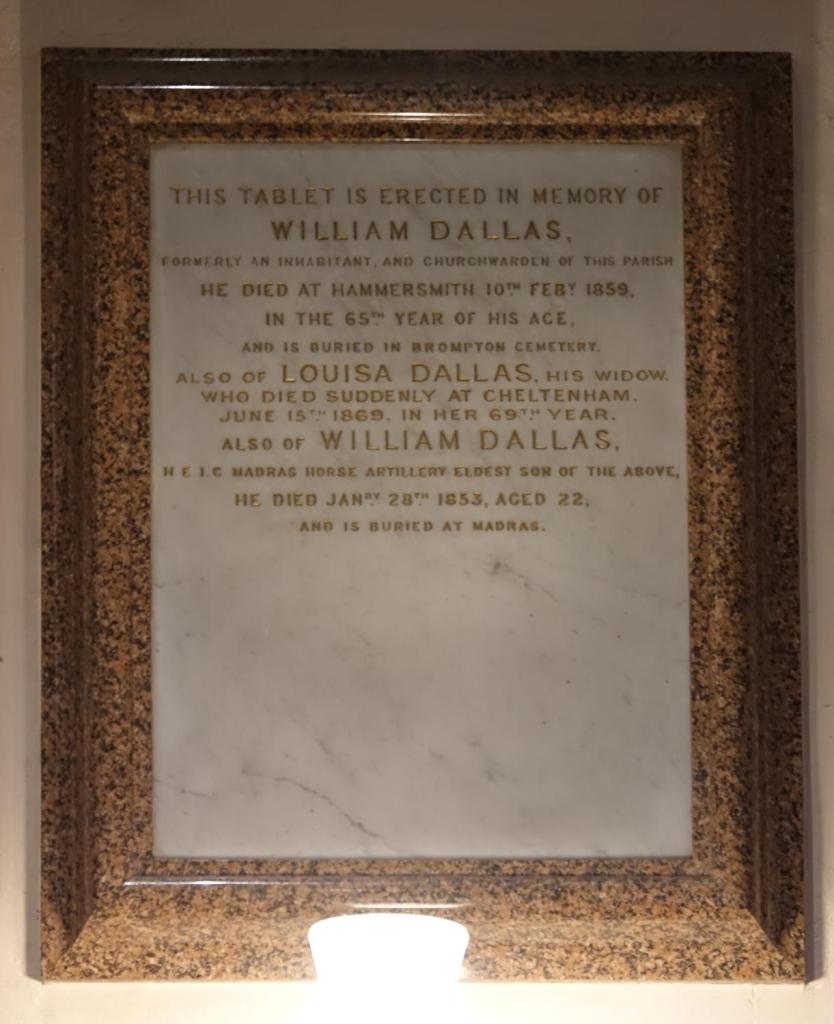 THIS TABLET IS ERECTED IN MEMORY OF
WILLIAM DALLAS,
FORMERLY AN INHABITANT, AND CHURCHWARDEN OF THIS PARISH
HE DIED AT HAMMERSMITH 10TH FEBY 1859,
IN THE 65TH YEAR OF HIS AGE,
AND IS BURIED IN BROMPTON CEMETERY.
ALSO OF LOUISA DALLAS, HIS WIDOW.
WHO DIED SUDDENLY AT CHELTENHAM.
JUNE 15TH 1869, IN HER 69TH YEAR.
ALSO OF WILLIAM DALLAS,
H E I C MADRAS HORSE ARTILLERY ELDEST SON OF THE ABOVE,
HE DIED JANRY 28TH 1853, AGED 22,
AND IS BURIED AT MADRAS.